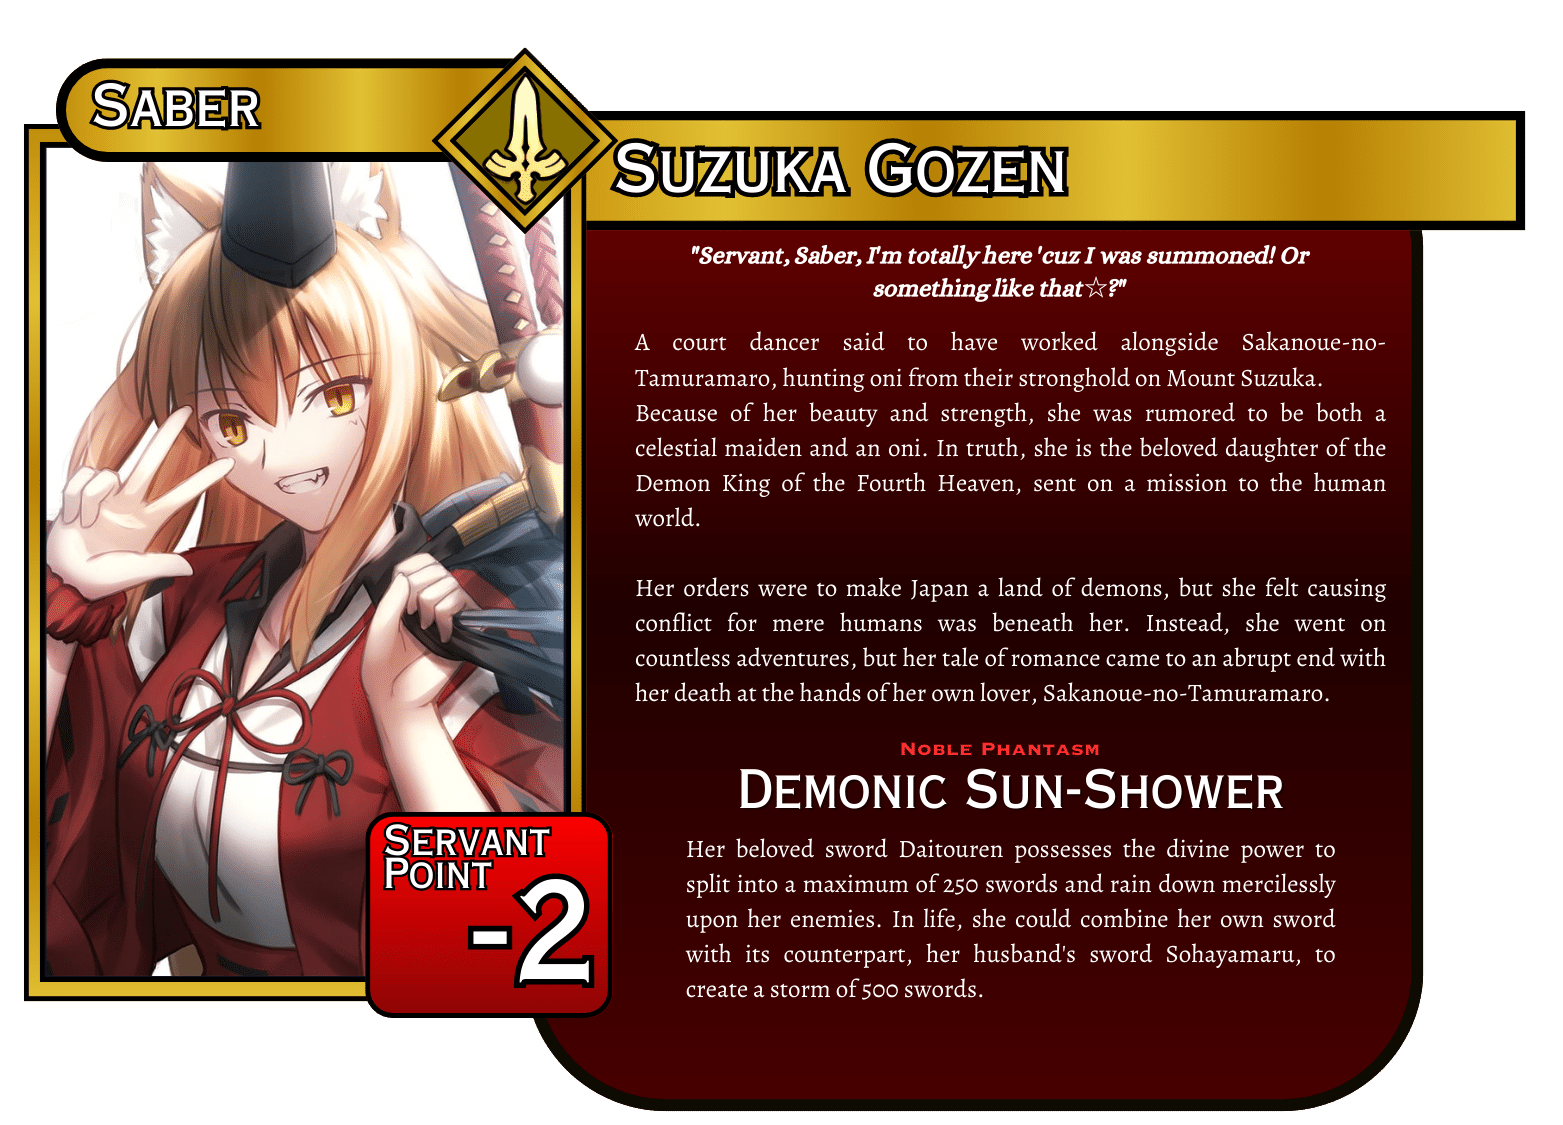 Saber
Suzuka Gozen
"Servant, Saber, I'm totally here 'cuz I was summoned! Or
something like that☆?"
A court dancer said to have worked alongside Sakanoue-no-
Tamuramaro, hunting oni from their stronghold on Mount Suzuka.
Because of her beauty and strength, she was rumored to be both a
celestial maiden and an oni. In truth, she is the beloved daughter of the
Demon King of the Fourth Heaven, sent on a mission to the human
world.
Her orders were to make Japan a land of demons, but she felt causing
conflict for mere humans was beneath her. Instead, she went on
countless adventures, but her tale of romance came to an abrupt end with
her death at the hands of her own lover, Sakanoue-no-Tamuramaro.
Noble Phantasm
Demonic Sun-Shower
Her beloved sword Daitouren possesses the divine power to
split into a maximum of 250 swords and rain down mercilessly
upon her enemies. In life, she could combine her own sword
with its counterpart, her husband's sword Sohayamaru, to
create a storm of 500 swords.
Servant
Point
-2